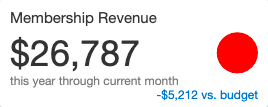 Membership Revenue
$26,787
this year through current month
-$5,212 vs. budget